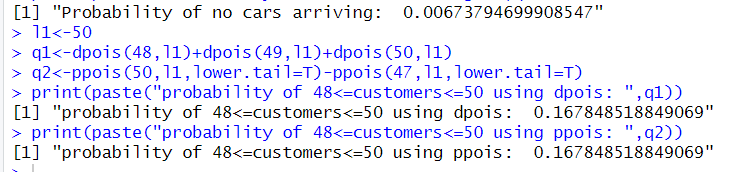 [1] "Probability of no cars arriving:  0.00673794699908547"
> l1<-50
> q1<-dpois(48,l1)+dpois(49,l1)+dpois(50,l1)
> q2<-ppois(50,l1,lower.tail=T)-ppois(47,l1,lower.tail=T)
> print(paste("probability of 48<=customers<=50 using dpois: ",q1))
[1] "probability of 48<=customers<=50 using dpois:  0.167848518849069"
> print(paste("probability of 48<=customers<=50 using ppois: ",q2))
[1] "probability of 48<=customers<=50 using ppois:  0.167848518849069"
>